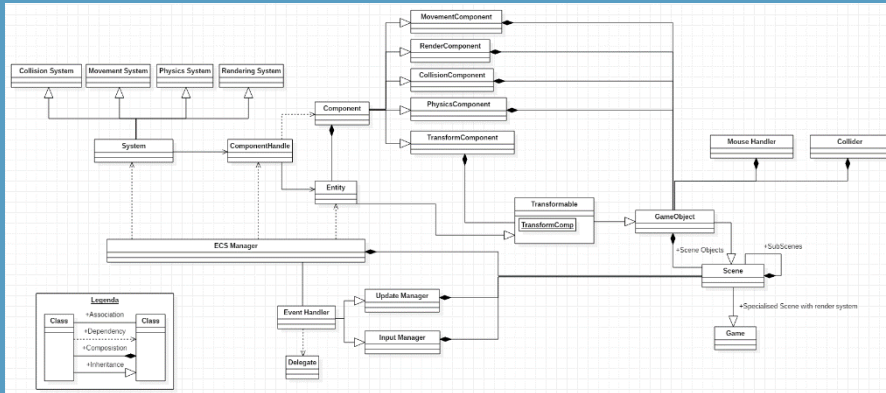 MovementComponent
RenderComponent
Collision System
Movement System
Physics System
Rendering System
CollisionComponent
PhysicsComponent
Component
TransformComponent
Mouse Handler
Collider
System
ComponentHandle
Entity
Transformable
TransformComp
GameObject
ECS Manager
+Scene Objects
+SubScenes
Scene
Update Manager
Event Handler
+Specialised Scene with render system
Input Manager
Game
Delegate
Legenda
Class
+Association
Class
+Dependency
+Composistion
+Inheritance